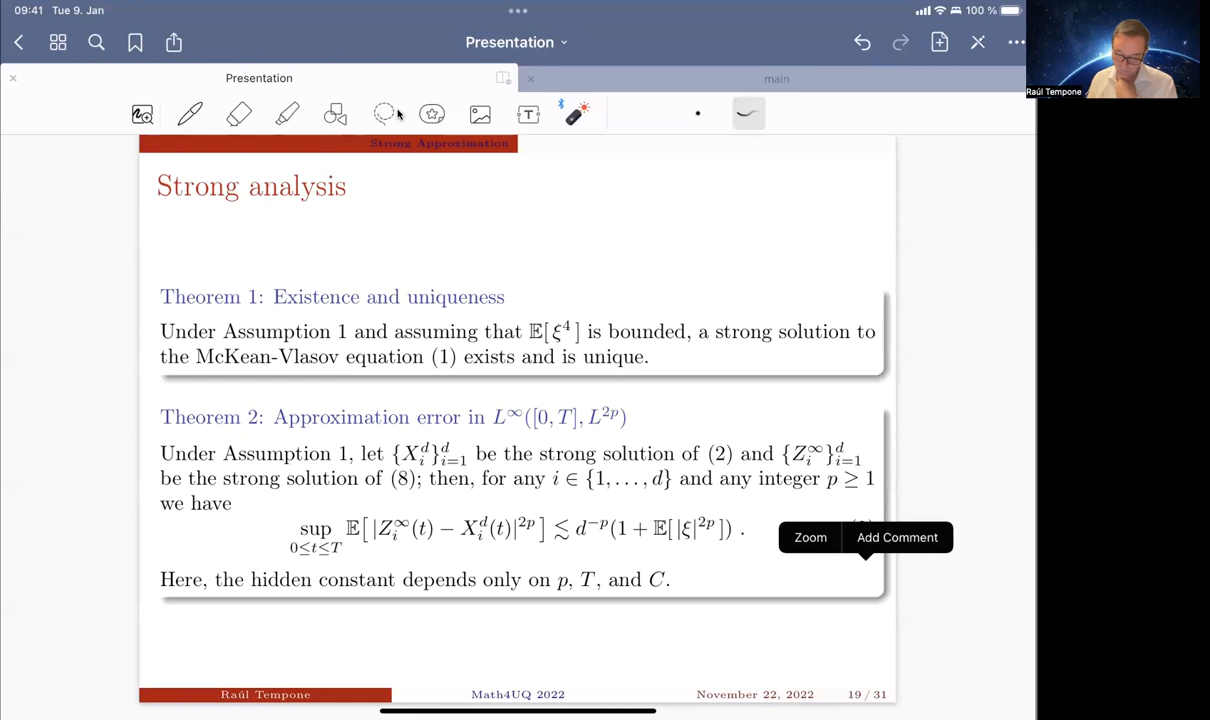 09:41 Tue 9. Jan
100 %
Presentation
Raúl Tempone
Presentation
main
Strong Approximation
Strong analysis
Theorem 1: Existence and uniqueness
Under Assumption 1 and assuming that 𝔼[ξ⁴] is bounded, a strong solution to
the McKean-Vlasov equation (1) exists and is unique.
Theorem 2: Approximation error in L^∞([0, T], L^{2p})
Under Assumption 1, let {X_i^d}_{i=1}^d be the strong solution of (2) and {Z_i^∞}_{i=1}^d
be the strong solution of (8); then, for any i ∈ {1, . . . , d} and any integer p ≥ 1
we have
sup_{0≤t≤T} 𝔼[|Z_i^∞(t) − X_i^d(t)|^{2p}] ≲ d^{−p}(1 + 𝔼[|ξ|^{2p}]) .
Zoom
Add Comment
Here, the hidden constant depends only on p, T, and C.
Raúl Tempone
Math4UQ 2022
November 22, 2022
19 / 31